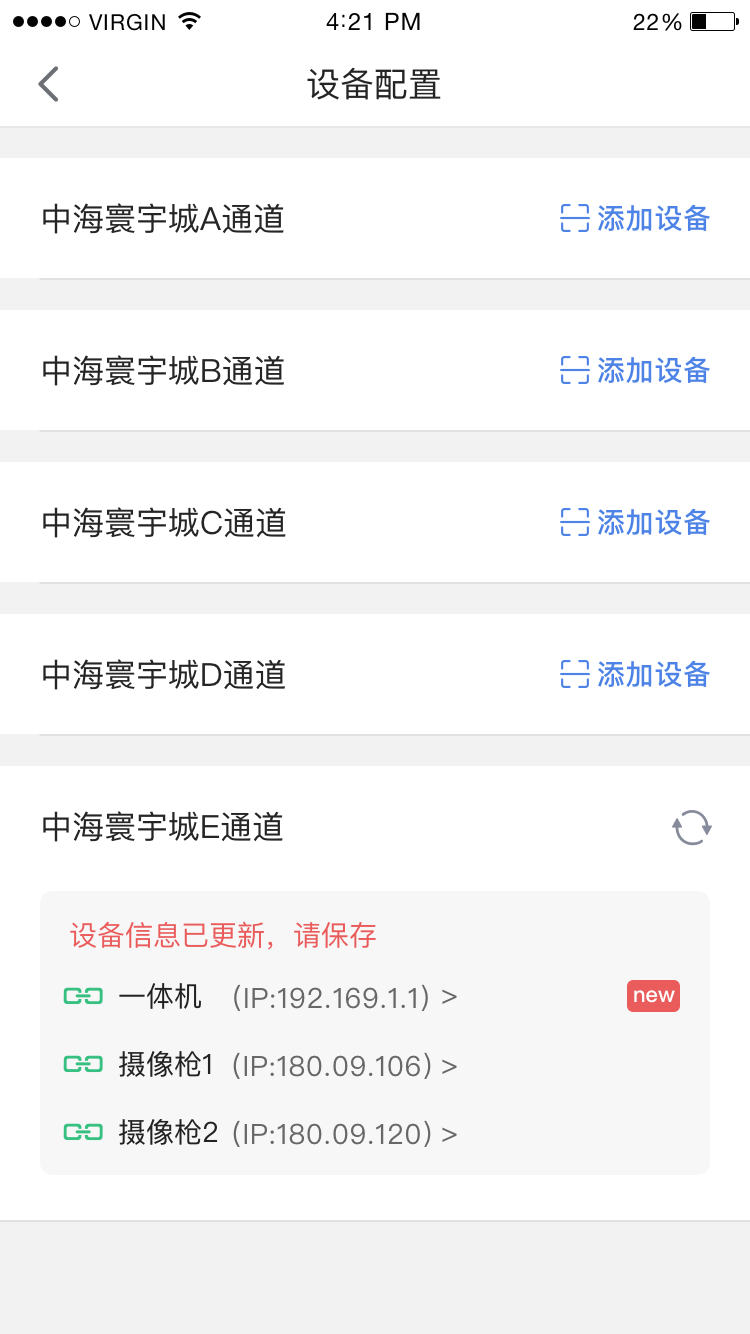 VIRGIN 4:21 PM 22%
设备配置
中海寰宇城A通道 添加设备
中海寰宇城B通道 添加设备
中海寰宇城C通道 添加设备
中海寰宇城D通道 添加设备
中海寰宇城E通道
设备信息已更新，请保存
一体机 (IP:192.169.1.1) > new
摄像枪1 (IP:180.09.106) >
摄像枪2 (IP:180.09.120) >